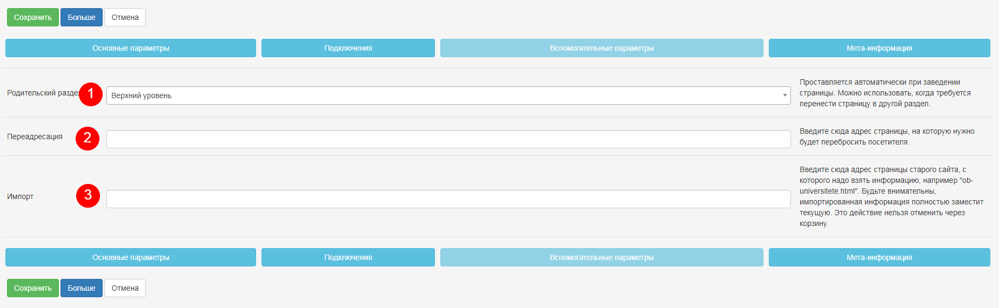 Сохранить Больше Отмена
Основные параметры Подключения Вспомогательные параметры Мета-информация
Родительский раздел 1 Верхний уровень
Проставляется автоматически при заведении
страницы. Можно использовать, когда требуется
перенести страницу в другой раздел.
Переадресация 2
Введите сюда адрес страницы, на которую нужно
будет перебросить посетителя.
Импорт 3
Введите сюда адрес страницы старого сайта, с
которого надо взять информацию, например "ob-
universitete.html". Будьте внимательны,
импортированная информация полностью заместит
текущую. Это действие нельзя отменить через
корзину.
Основные параметры Подключения Вспомогательные параметры Мета-информация
Сохранить Больше Отмена